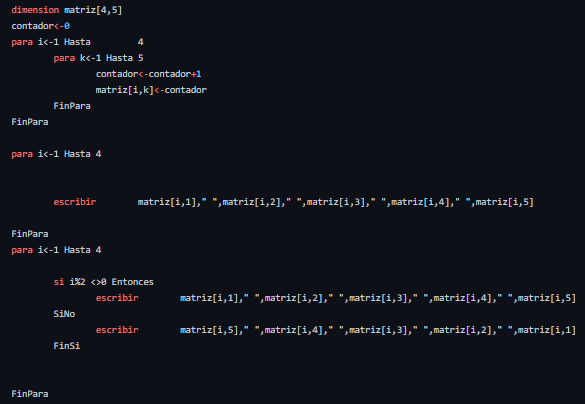 dimension matriz[4,5]
contador<-0
para i<-1 Hasta 4
para k<-1 Hasta 5
contador<-contador+1
matriz[i,k]<-contador
FinPara
FinPara
para i<-1 Hasta 4
escribir matriz[i,1]," ",matriz[i,2]," ",matriz[i,3]," ",matriz[i,4]," ",matriz[i,5]
FinPara
para i<-1 Hasta 4
si i%2 <>0 Entonces
escribir matriz[i,1]," ",matriz[i,2]," ",matriz[i,3]," ",matriz[i,4]," ",matriz[i,5]
SiNo
escribir matriz[i,5]," ",matriz[i,4]," ",matriz[i,3]," ",matriz[i,2]," ",matriz[i,1]
FinSi
FinPara